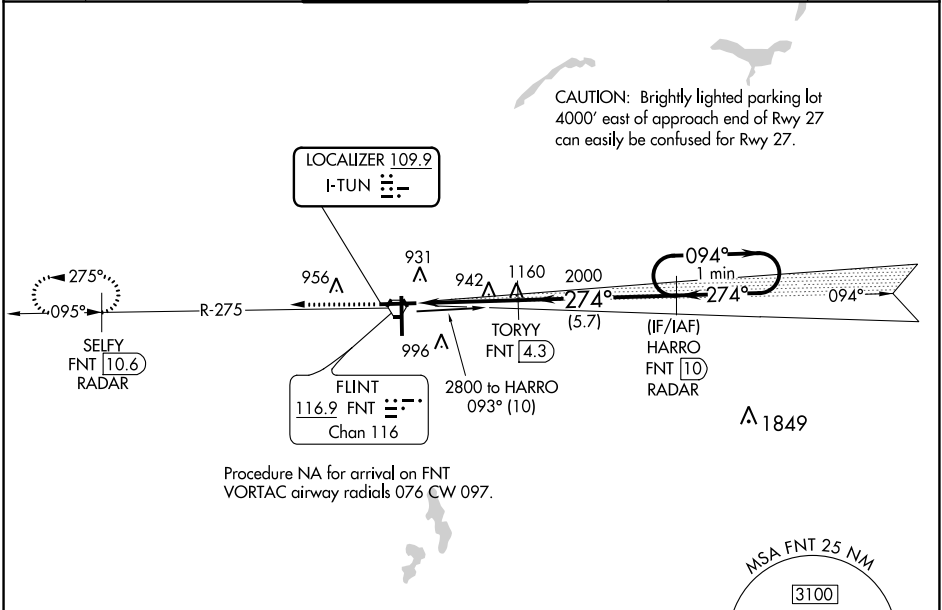 CAUTION: Brightly lighted parking lot
4000' east of approach end of Rwy 27
can easily be confused for Rwy 27.
LOCALIZER 109.9
I-TUN
931
956
942
1160
2000
094°
1 min
274°
094°
275°
095°
R-275
274°
(5.7)
SELFY
FNT 10.6
RADAR
996
TORYY
FNT 4.3
(IF/IAF)
HARRO
FNT 10
RADAR
FLINT
116.9 FNT
Chan 116
2800 to HARRO
093° (10)
1849
Procedure NA for arrival on FNT
VORTAC airway radials 076 CW 097.
MSA FNT 25 NM
3100